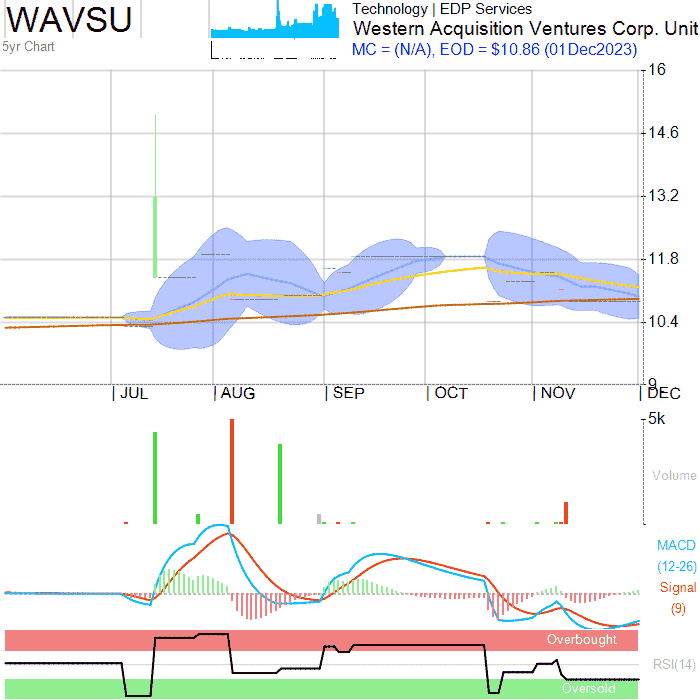 WAVSU
5yr Chart
Technology | EDP Services
Western Acquisition Ventures Corp. Unit
MC = (N/A), EOD = $10.86 (01Dec2023)
16
14.6
13.2
11.8
10.4
9
JUL AUG SEP OCT NOV DEC
5k
Volume
MACD
(12-26)
Signal
(9)
Overbought
RSI(14)
Oversold